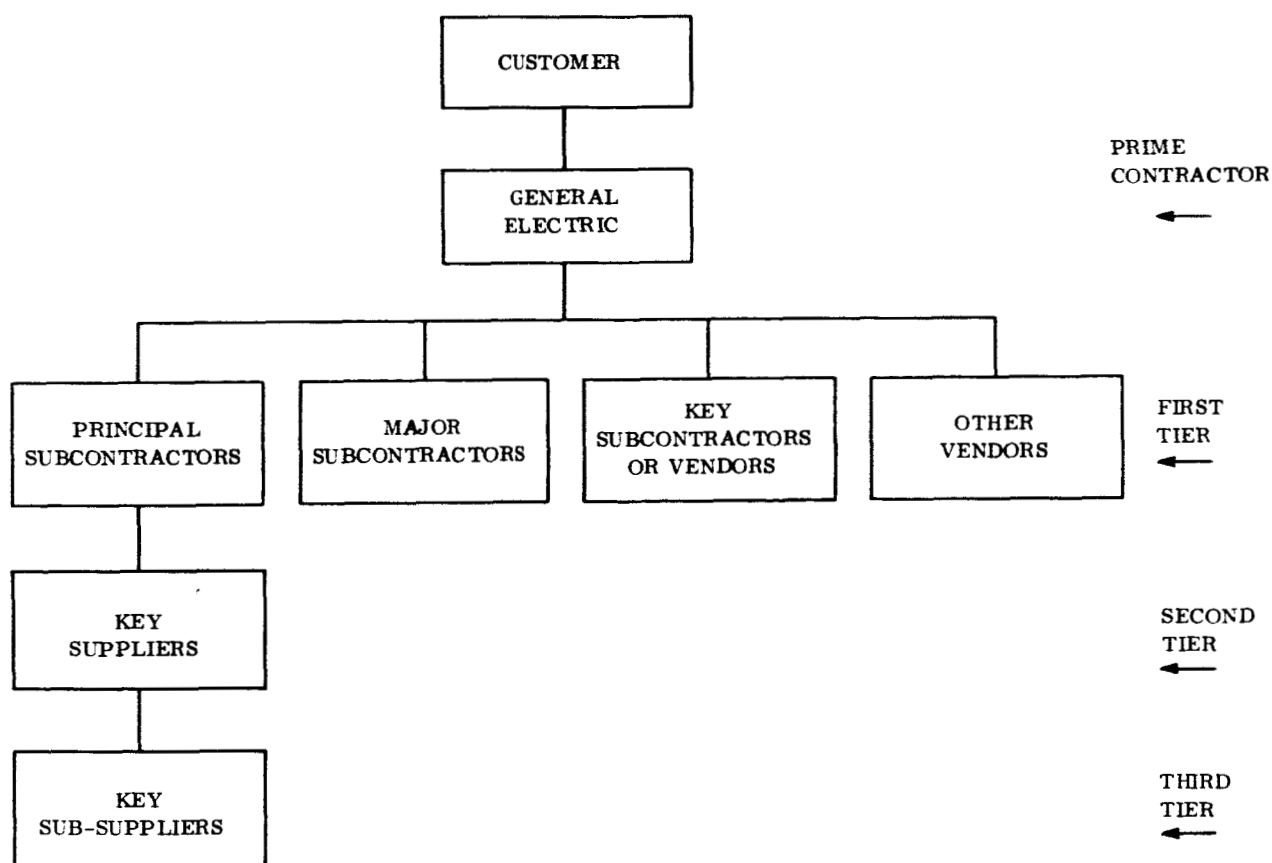 CUSTOMER
PRIME
CONTRACTOR
GENERAL
ELECTRIC
PRINCIPAL
SUBCONTRACTORS
MAJOR
SUBCONTRACTORS
KEY
SUBCONTRACTORS
OR VENDORS
OTHER
VENDORS
FIRST
TIER
KEY
SUPPLIERS
SECOND
TIER
KEY
SUB-SUPPLIERS
THIRD
TIER